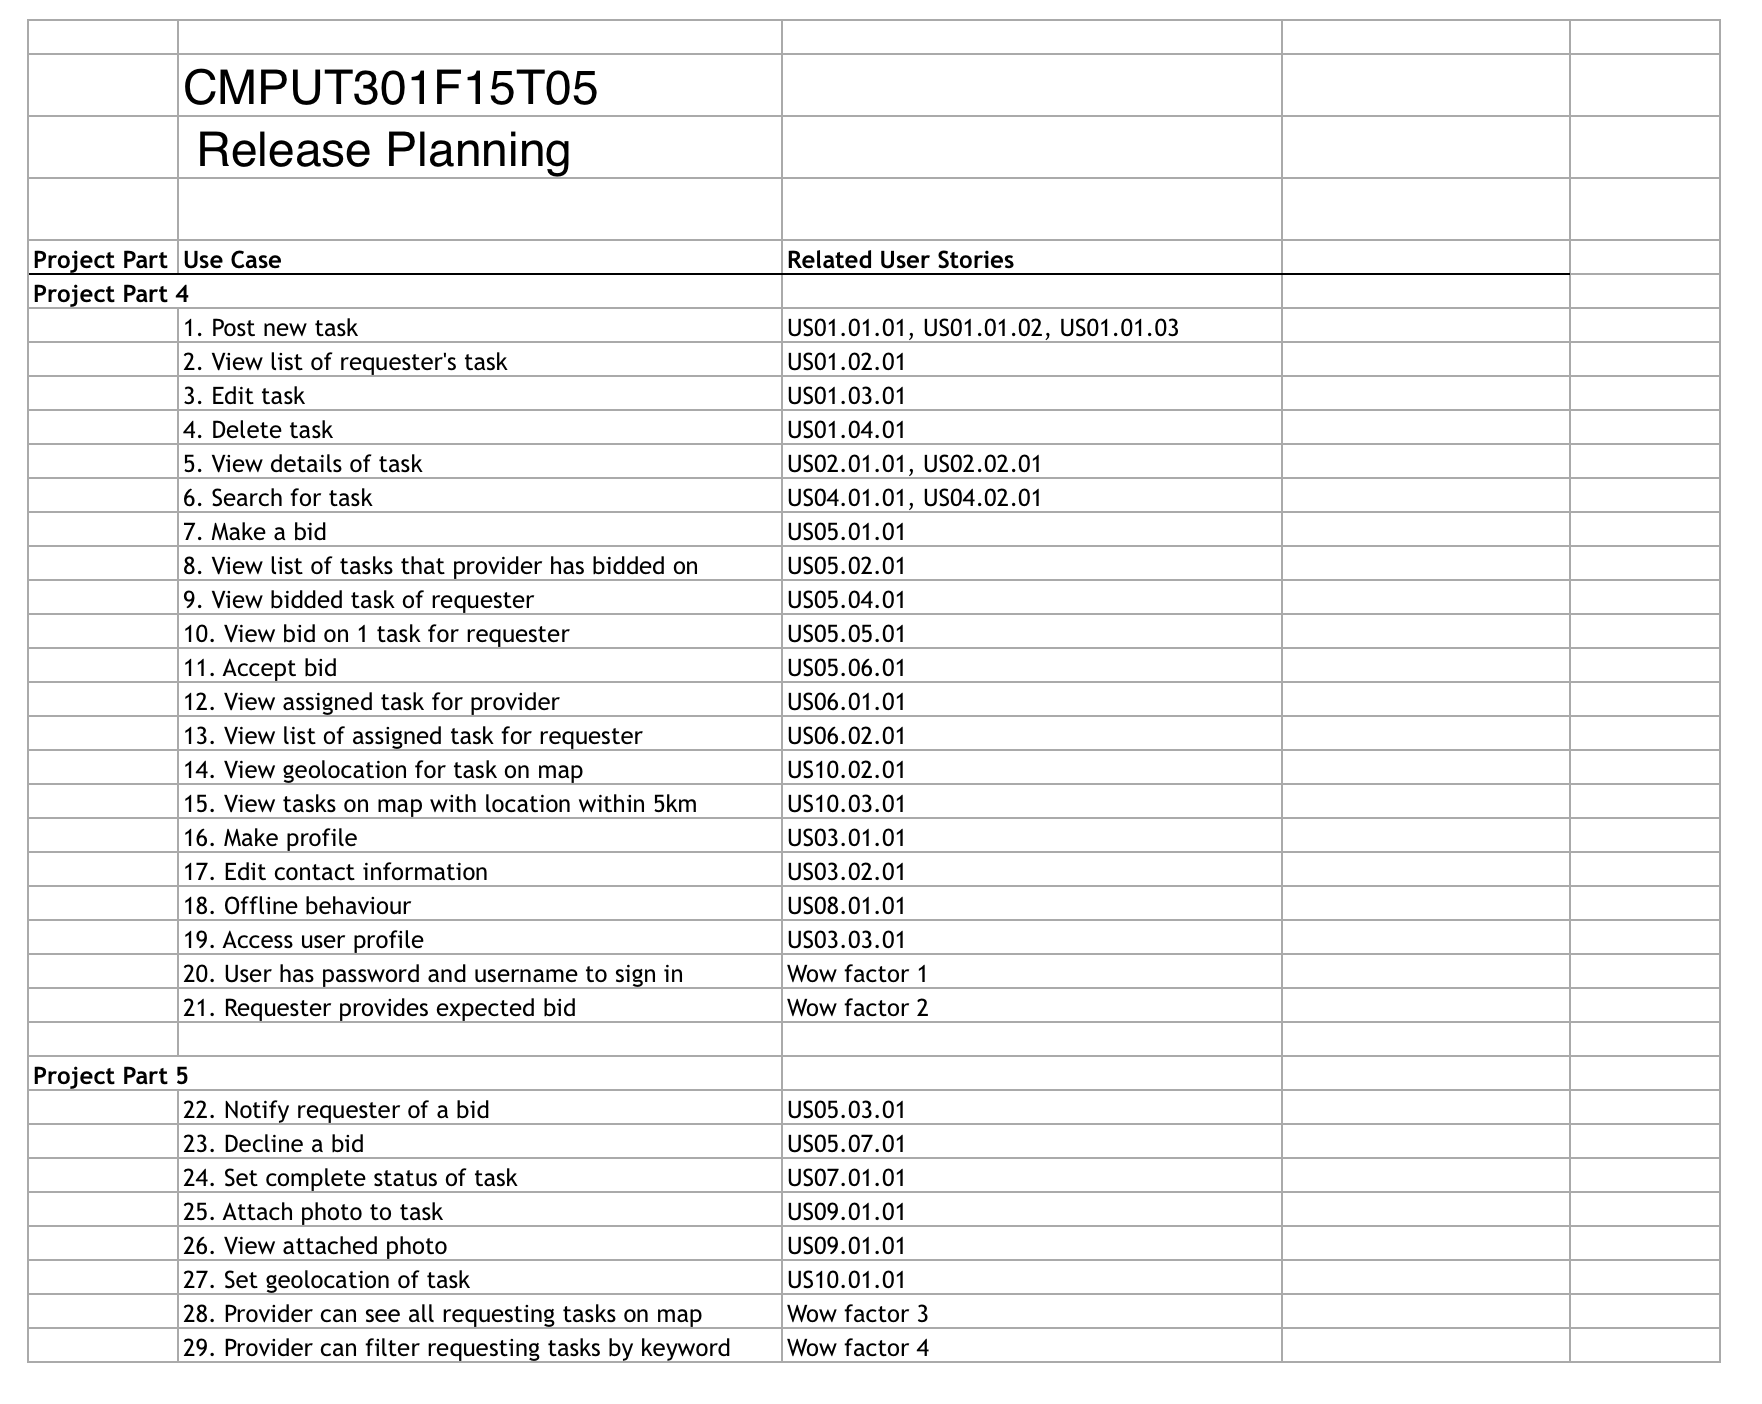 CMPUT301F15T05
Release Planning
Project Part Use Case Related User Stories
Project Part 4
1. Post new task US01.01.01, US01.01.02, US01.01.03
2. View list of requester's task US01.02.01
3. Edit task US01.03.01
4. Delete task US01.04.01
5. View details of task US02.01.01, US02.02.01
6. Search for task US04.01.01, US04.02.01
7. Make a bid US05.01.01
8. View list of tasks that provider has bidded on US05.02.01
9. View bidded task of requester US05.04.01
10. View bid on 1 task for requester US05.05.01
11. Accept bid US05.06.01
12. View assigned task for provider US06.01.01
13. View list of assigned task for requester US06.02.01
14. View geolocation for task on map US10.02.01
15. View tasks on map with location within 5km US10.03.01
16. Make profile US03.01.01
17. Edit contact information US03.02.01
18. Offline behaviour US08.01.01
19. Access user profile US03.03.01
20. User has password and username to sign in Wow factor 1
21. Requester provides expected bid Wow factor 2
Project Part 5
22. Notify requester of a bid US05.03.01
23. Decline a bid US05.07.01
24. Set complete status of task US07.01.01
25. Attach photo to task US09.01.01
26. View attached photo US09.01.01
27. Set geolocation of task US10.01.01
28. Provider can see all requesting tasks on map Wow factor 3
29. Provider can filter requesting tasks by keyword Wow factor 4